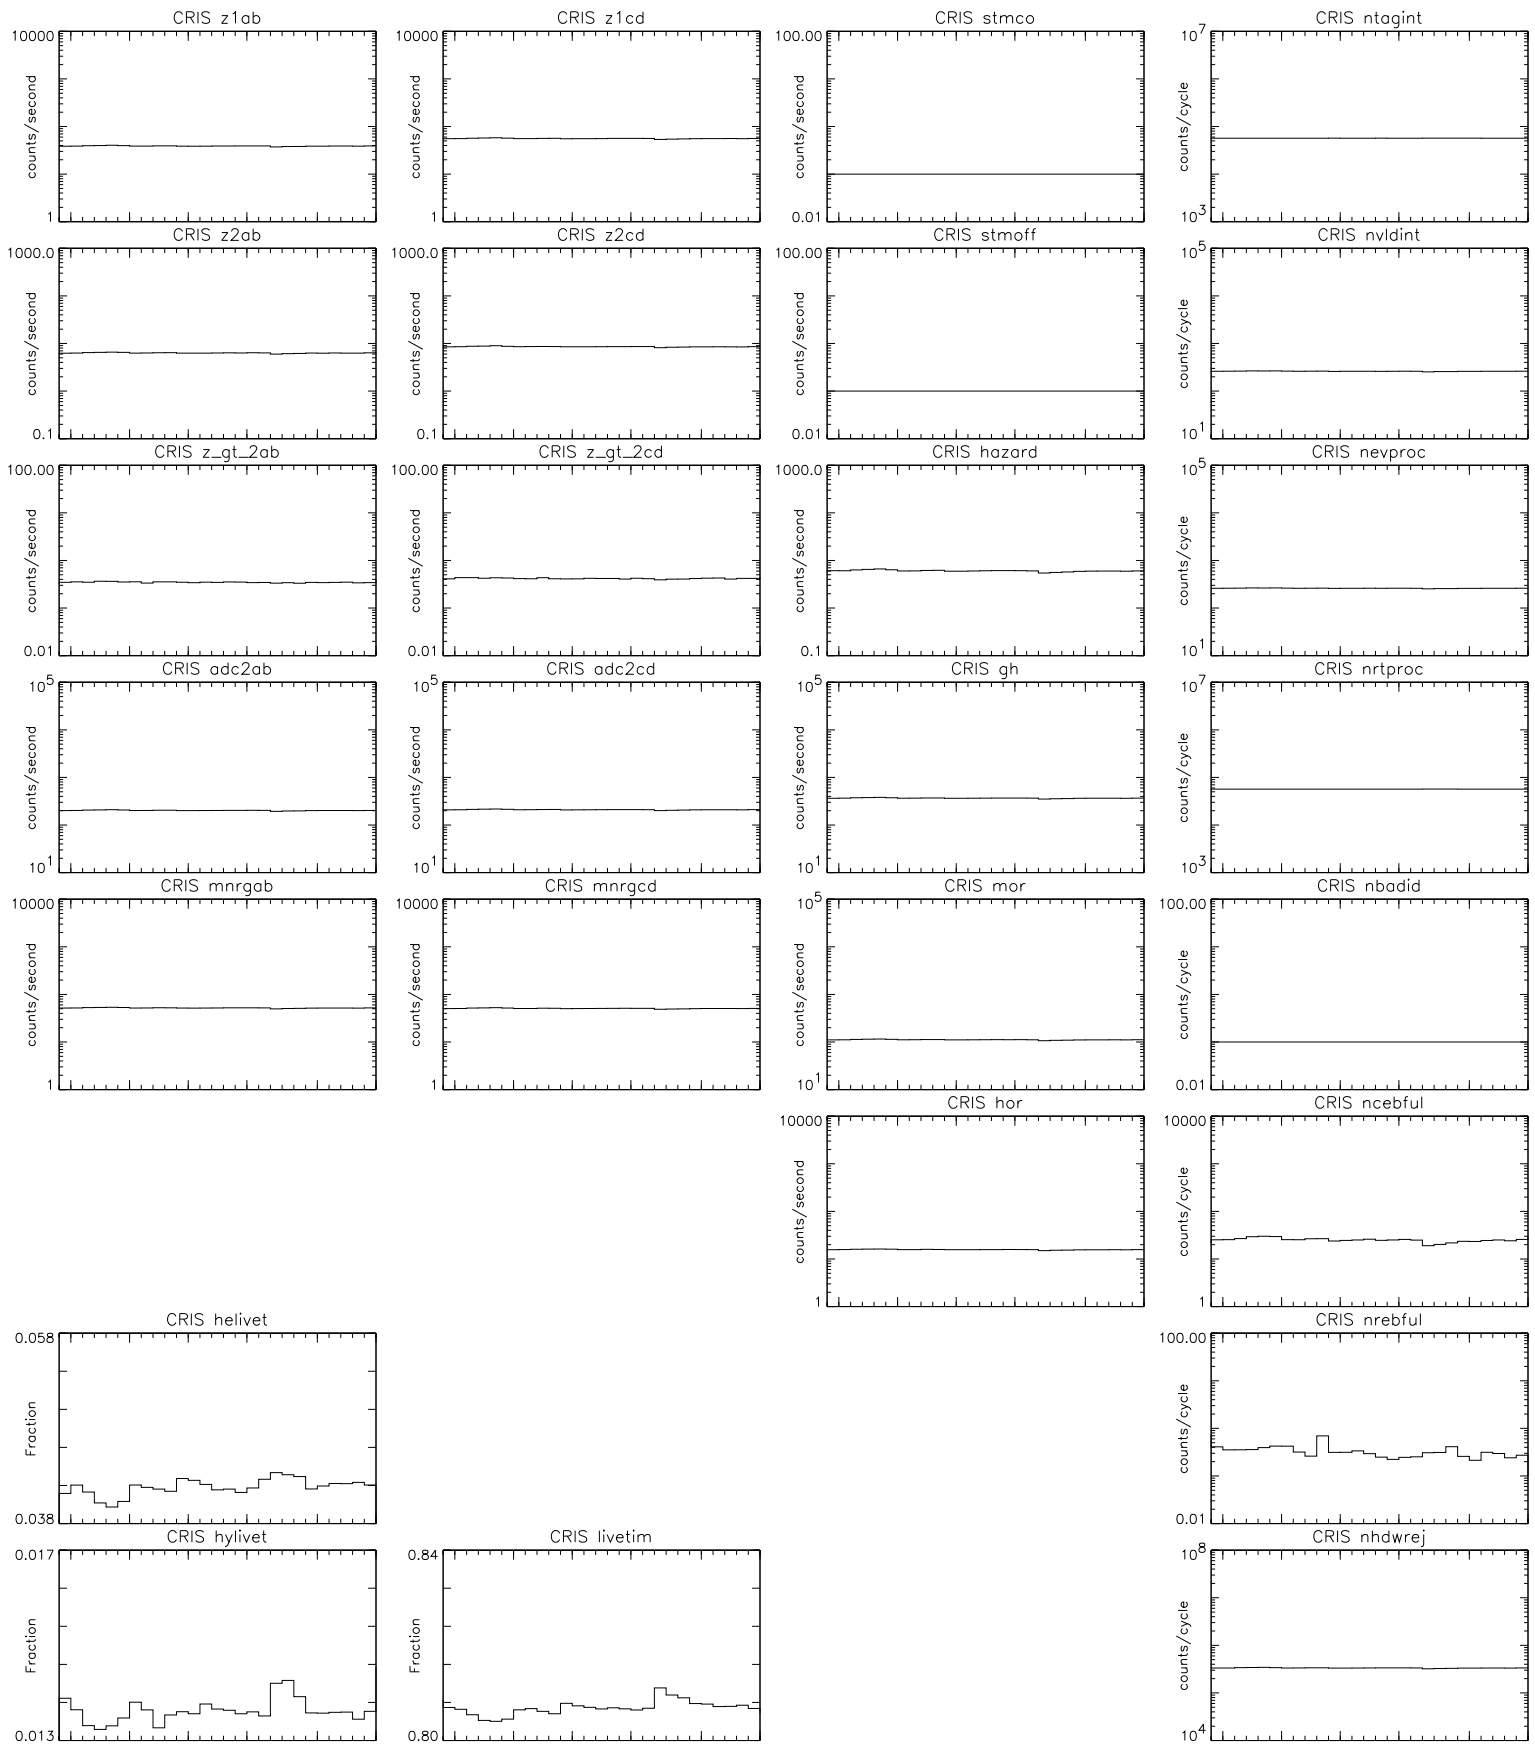 CRIS z1ab
CRIS z1cd
CRIS stmco
CRIS ntagint
10000
counts/second
1
10000
counts/second
1
100.00
counts/second
0.01
10^7
counts/cycle
10^3
CRIS z2ab
CRIS z2cd
CRIS stmoff
CRIS nvldint
1000.0
counts/second
0.1
1000.0
counts/second
0.1
100.00
counts/second
0.01
10^5
counts/cycle
10^1
CRIS z_gt_2ab
CRIS z_gt_2cd
CRIS hazard
CRIS nevproc
100.00
counts/second
0.01
100.00
counts/second
0.01
1000.0
counts/second
0.1
10^5
counts/cycle
10^1
CRIS adc2ab
CRIS adc2cd
CRIS gh
CRIS nrtproc
10^5
counts/second
10^1
10^5
counts/second
10^1
10^5
counts/second
10^1
10^7
counts/cycle
10^3
CRIS mnrgab
CRIS mnrgcd
CRIS mor
CRIS nbadid
10000
counts/second
1
10000
counts/second
1
10^5
counts/second
10^1
100.00
counts/cycle
0.01
CRIS hor
CRIS ncebful
10000
counts/second
1
10000
counts/cycle
1
CRIS helivet
CRIS nrebful
0.058
Fraction
0.038
100.00
counts/cycle
0.01
CRIS hylivet
CRIS livetim
CRIS nhdwrej
0.017
Fraction
0.013
0.84
Fraction
0.80
10^8
counts/cycle
10^4